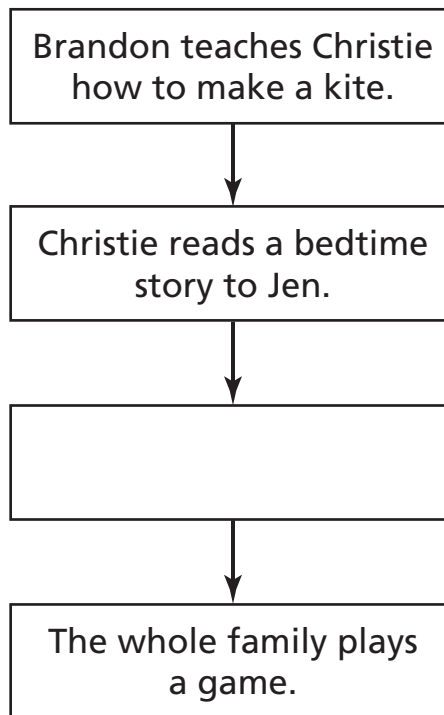 Brandon teaches Christie
how to make a kite.
Christie reads a bedtime
story to Jen.
The whole family plays
a game.